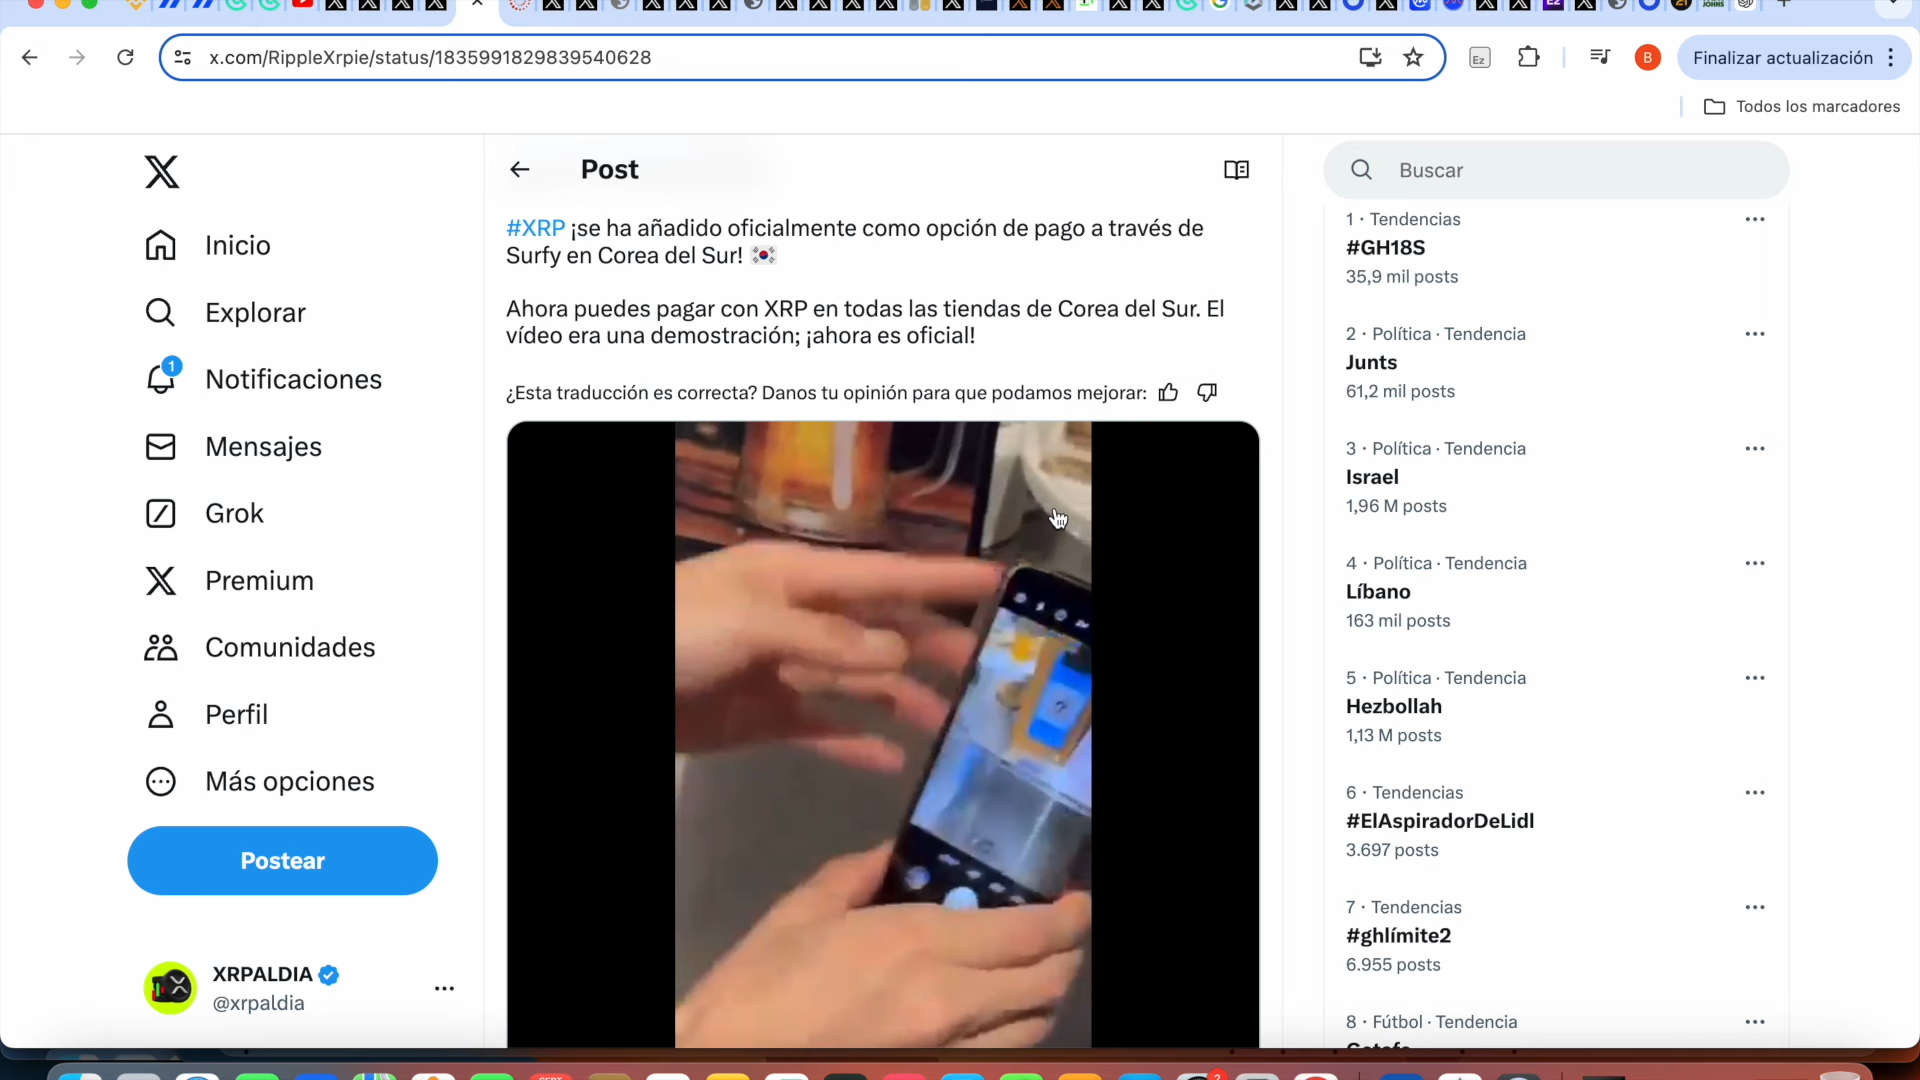 x.com/RippleXrpie/status/1835991829839540628
Ez
B
Finalizar actualización
Todos los marcadores
Post
Buscar
Inicio
Explorar
1
Notificaciones
Mensajes
Grok
Premium
Comunidades
Perfil
Más opciones
Postear
XRPALDIA
@xrpaldia
#XRP ¡se ha añadido oficialmente como opción de pago a través de
Surfy en Corea del Sur! 🇰🇷
Ahora puedes pagar con XRP en todas las tiendas de Corea del Sur. El
vídeo era una demostración; ¡ahora es oficial!
¿Esta traducción es correcta? Danos tu opinión para que podamos mejorar:
1 · Tendencias
#GH18S
35,9 mil posts
2 · Política · Tendencia
Junts
61,2 mil posts
3 · Política · Tendencia
Israel
1,96 M posts
4 · Política · Tendencia
Líbano
163 mil posts
5 · Política · Tendencia
Hezbollah
1,13 M posts
6 · Tendencias
#ElAspiradorDeLidl
3.697 posts
7 · Tendencias
#ghlímite2
6.955 posts
8 · Fútbol · Tendencia